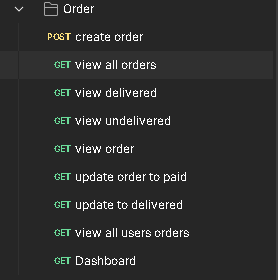 Order
POST create order
GET view all orders
GET view delivered
GET view undelivered
GET view order
GET update order to paid
GET update to delivered
GET view all users orders
GET Dashboard